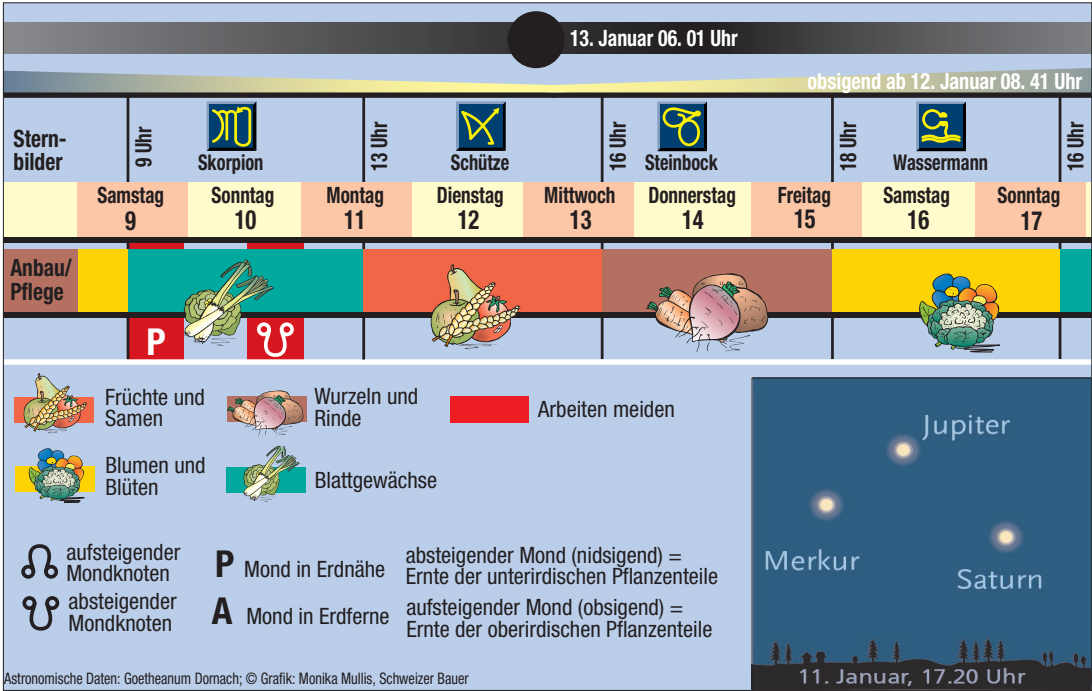 13. Januar 06. 01 Uhr
obsigend ab 12. Januar 08. 41 Uhr
Stern-
bilder
9 Uhr
Skorpion
13 Uhr
Schütze
16 Uhr
Steinbock
18 Uhr
Wassermann
16 Uhr
Samstag
9
Sonntag
10
Montag
11
Dienstag
12
Mittwoch
13
Donnerstag
14
Freitag
15
Samstag
16
Sonntag
17
Anbau/
Pflege
P
Früchte und
Samen
Wurzeln und
Rinde
Arbeiten meiden
Blumen und
Blüten
Blattgewächse
aufsteigender
Mondknoten
P Mond in Erdnähe
absteigender Mond (nidsigend) =
Ernte der unterirdischen Pflanzenteile
absteigender
Mondknoten
A Mond in Erdferne
aufsteigender Mond (obsigend) =
Ernte der oberirdischen Pflanzenteile
Jupiter
Merkur
Saturn
11. Januar, 17.20 Uhr
Astronomische Daten: Goetheanum Dornach; © Grafik: Monika Mullis, Schweizer Bauer